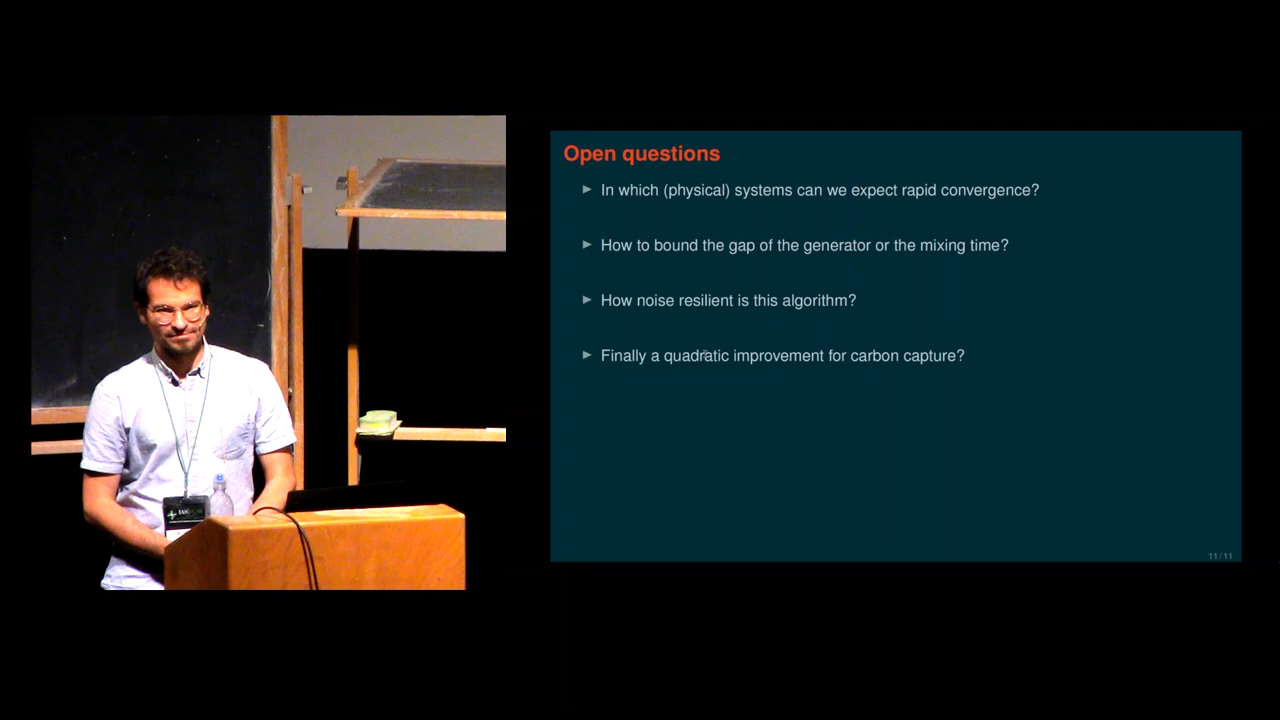 Open questions
In which (physical) systems can we expect rapid convergence?
How to bound the gap of the generator or the mixing time?
How noise resilient is this algorithm?
Finally a quadratic improvement for carbon capture?
11 / 11